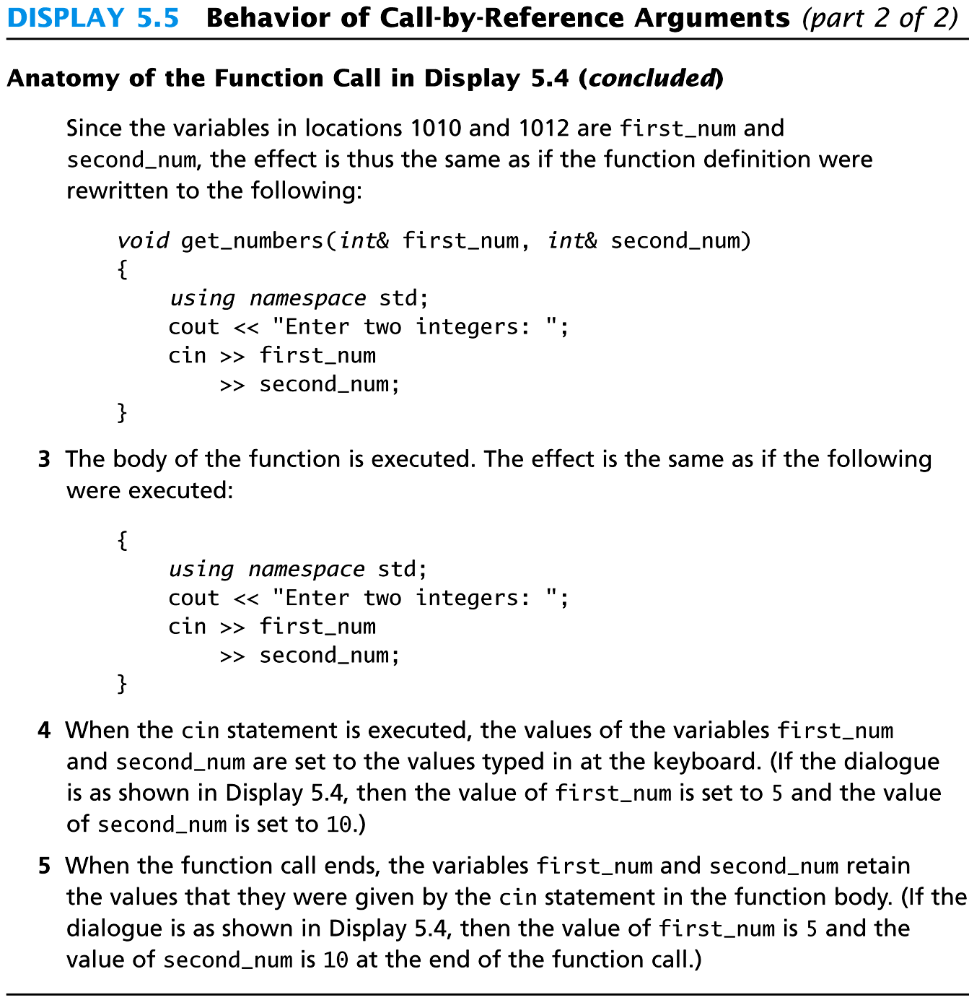 DISPLAY 5.5 Behavior of Call-by-Reference Arguments (part 2 of 2)
Anatomy of the Function Call in Display 5.4 (concluded)
Since the variables in locations 1010 and 1012 are first_num and
second_num, the effect is thus the same as if the function definition were
rewritten to the following:
void get_numbers(int& first_num, int& second_num)
{
    using namespace std;
    cout << "Enter two integers: ";
    cin >> first_num
        >> second_num;
}
3 The body of the function is executed. The effect is the same as if the following
were executed:
{
    using namespace std;
    cout << "Enter two integers: ";
    cin >> first_num
        >> second_num;
}
4 When the cin statement is executed, the values of the variables first_num
and second_num are set to the values typed in at the keyboard. (If the dialogue
is as shown in Display 5.4, then the value of first_num is set to 5 and the value
of second_num is set to 10.)
5 When the function call ends, the variables first_num and second_num retain
the values that they were given by the cin statement in the function body. (If the
dialogue is as shown in Display 5.4, then the value of first_num is 5 and the
value of second_num is 10 at the end of the function call.)